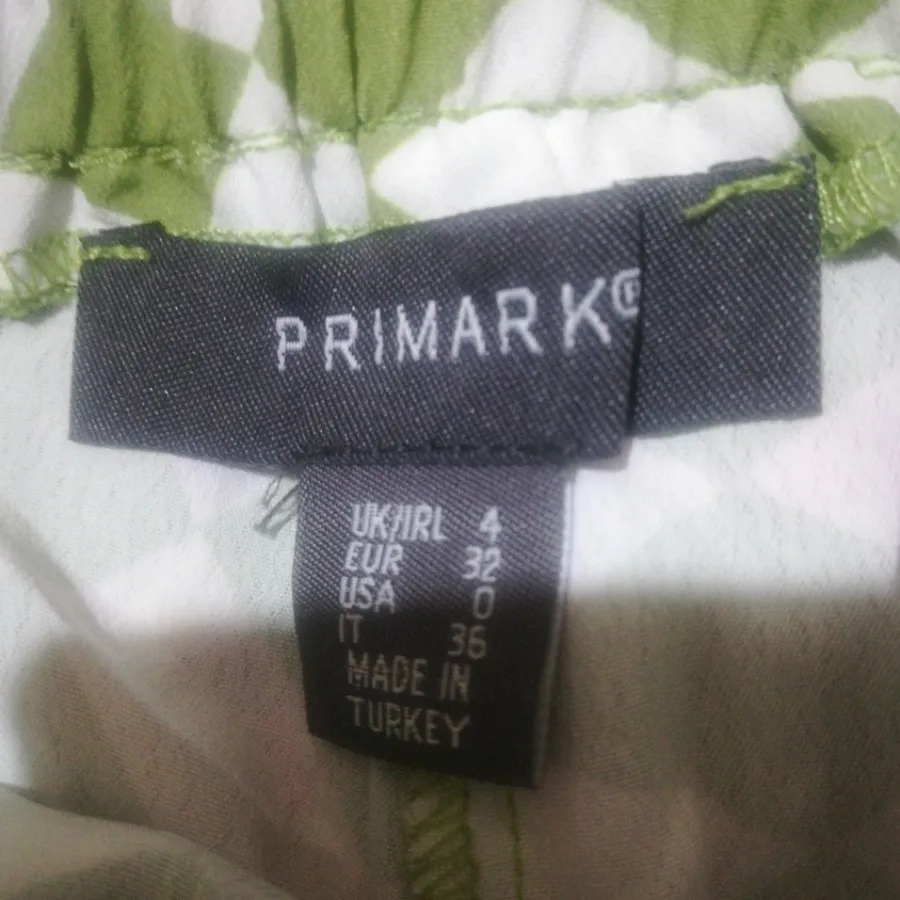 PRIMARK®
UK/IRL 4
EUR 32
USA 0
IT 36
MADE IN
TURKEY